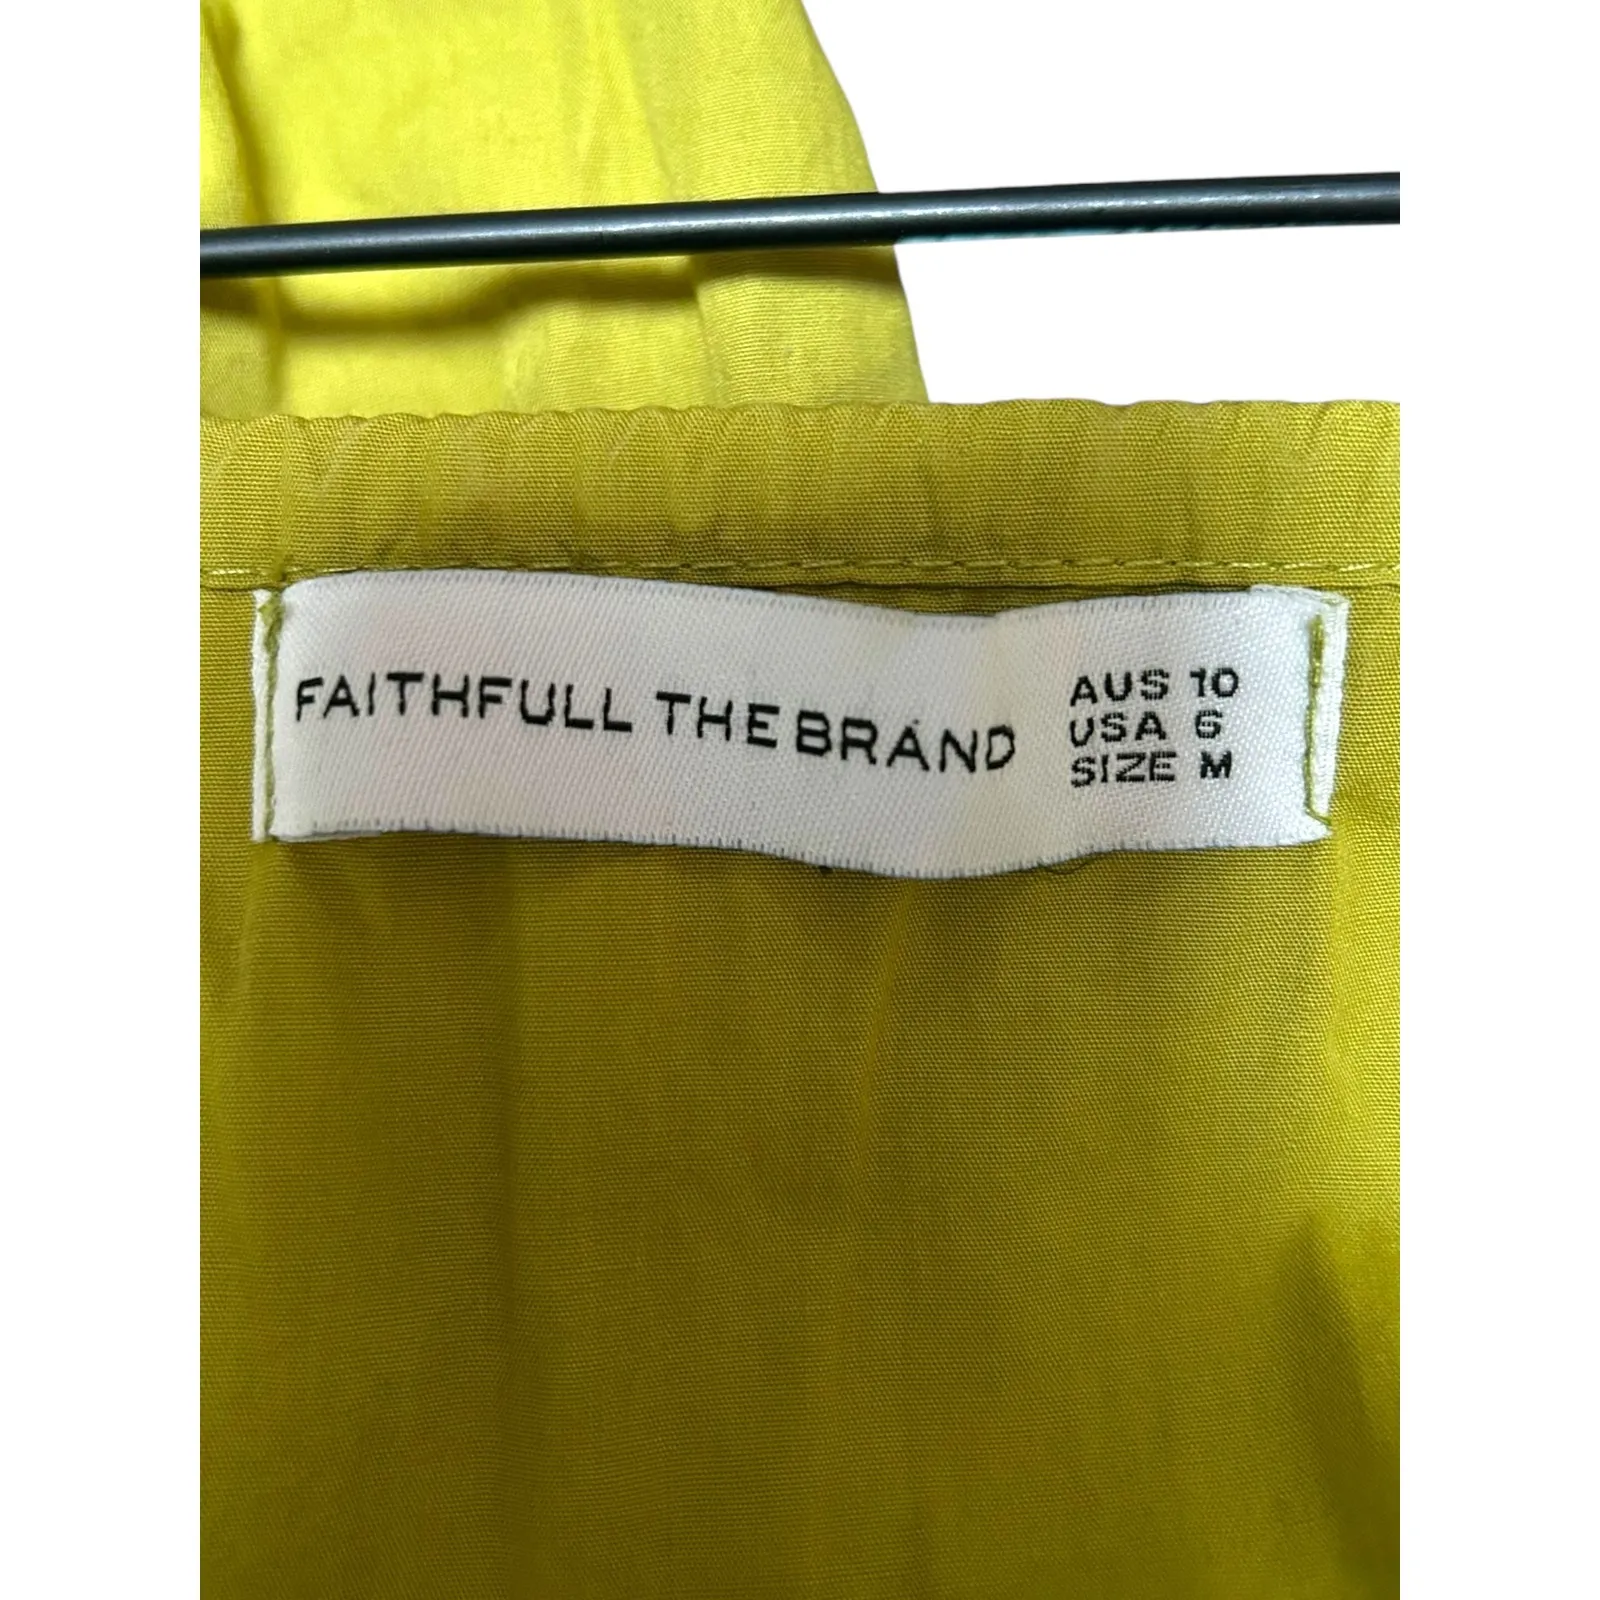 FAITHFULL THE BRAND
AUS 10
USA 6
SIZE M